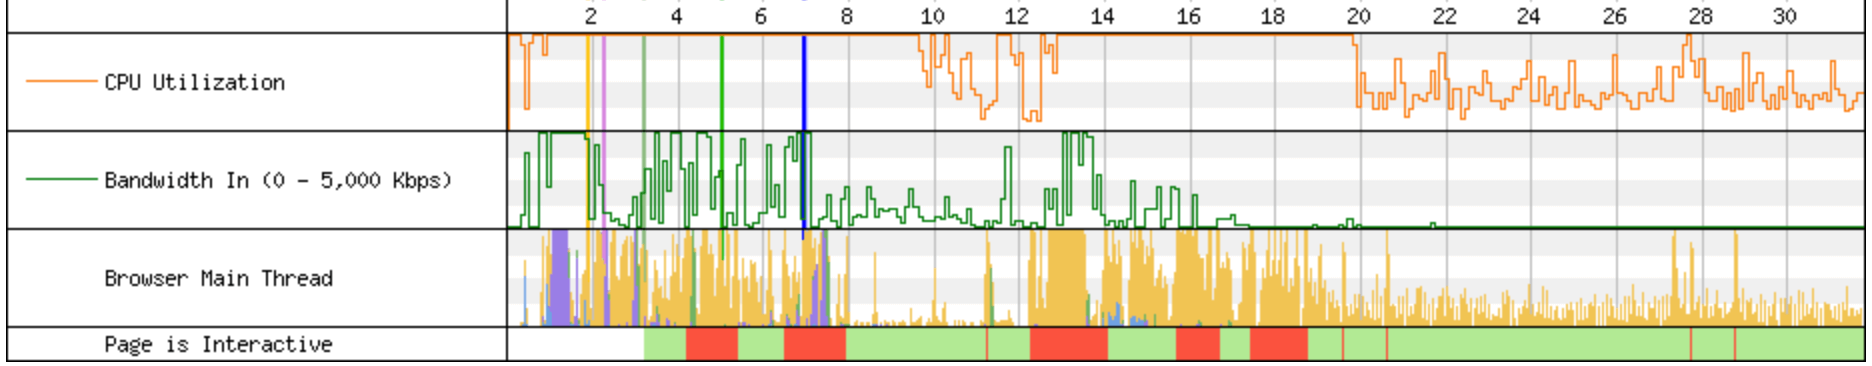 2 4 6 8 10 12 14 16 18 20 22 24 26 28 30
CPU Utilization
Bandwidth In (0 - 5,000 Kbps)
Browser Main Thread
Page is Interactive